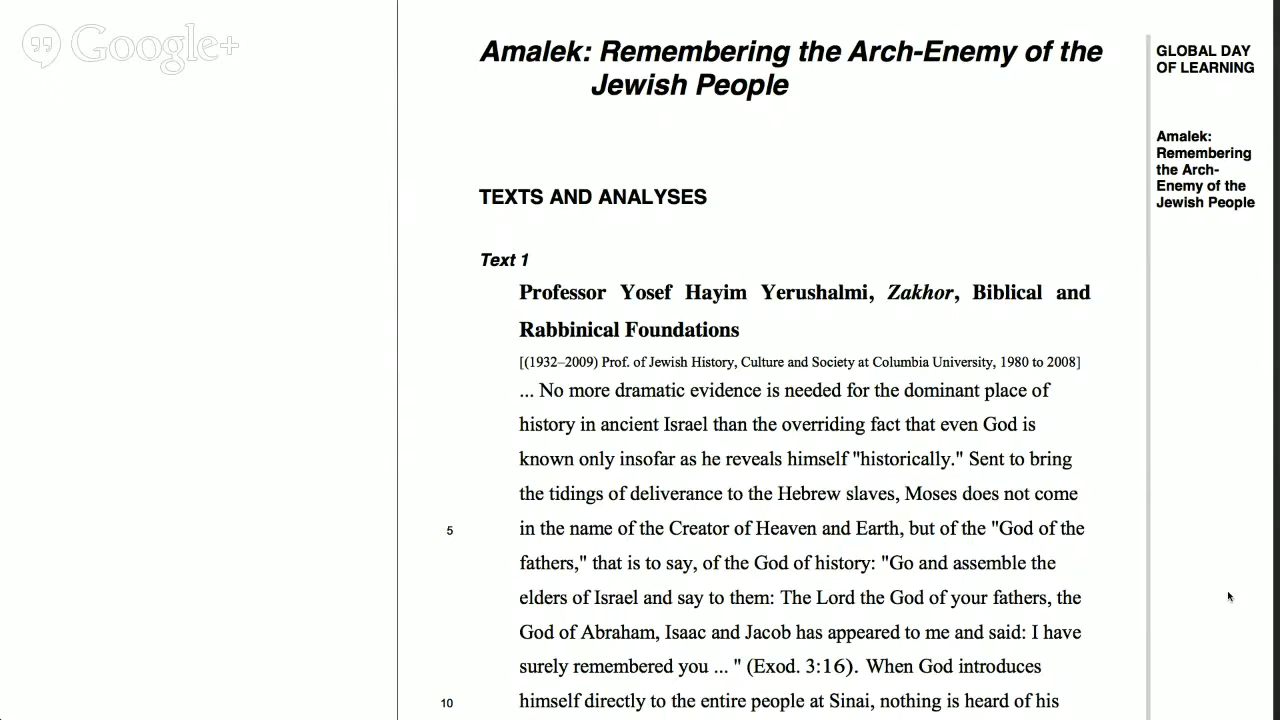 Google+
Amalek: Remembering the Arch-Enemy of the
Jewish People
GLOBAL DAY
OF LEARNING
Amalek:
Remembering
the Arch-
Enemy of the
Jewish People
TEXTS AND ANALYSES
Text 1
Professor Yosef Hayim Yerushalmi, Zakhor, Biblical and
Rabbinical Foundations
[(1932–2009) Prof. of Jewish History, Culture and Society at Columbia University, 1980 to 2008]
... No more dramatic evidence is needed for the dominant place of
history in ancient Israel than the overriding fact that even God is
known only insofar as he reveals himself "historically." Sent to bring
the tidings of deliverance to the Hebrew slaves, Moses does not come
5 in the name of the Creator of Heaven and Earth, but of the "God of the
fathers," that is to say, of the God of history: "Go and assemble the
elders of Israel and say to them: The Lord the God of your fathers, the
God of Abraham, Isaac and Jacob has appeared to me and said: I have
surely remembered you ... " (Exod. 3:16). When God introduces
10 himself directly to the entire people at Sinai, nothing is heard of his